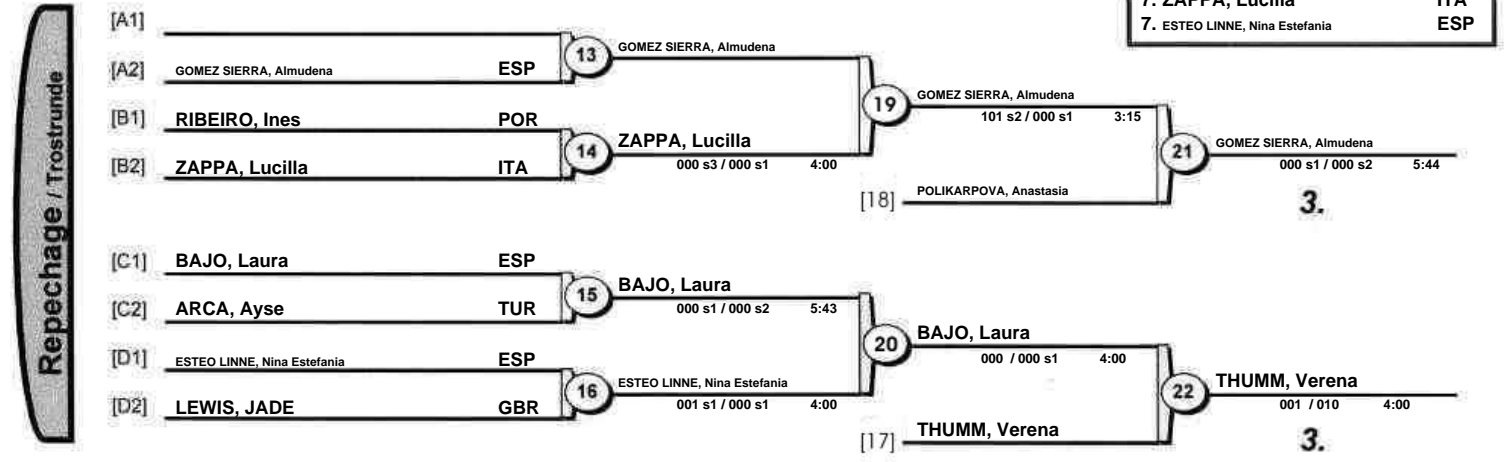 7. ZAPPA, Lucilla ITA
7. ESTEO LINNE, Nina Estefania ESP
Repechage / Trostrunde
[A1]
[A2] GOMEZ SIERRA, Almudena ESP
13 GOMEZ SIERRA, Almudena
[B1] RIBEIRO, Ines POR
[B2] ZAPPA, Lucilla ITA
14 ZAPPA, Lucilla
000 s3 / 000 s1 4:00
19 GOMEZ SIERRA, Almudena
101 s2 / 000 s1 3:15
[18] POLIKARPOVA, Anastasia
21 GOMEZ SIERRA, Almudena
000 s1 / 000 s2 5:44
3.
[C1] BAJO, Laura ESP
[C2] ARCA, Ayse TUR
15 BAJO, Laura
000 s1 / 000 s2 5:43
[D1] ESTEO LINNE, Nina Estefania ESP
[D2] LEWIS, JADE GBR
16 ESTEO LINNE, Nina Estefania
001 s1 / 000 s1 4:00
20 BAJO, Laura
000 / 000 s1 4:00
[17] THUMM, Verena
22 THUMM, Verena
001 / 010 4:00
3.